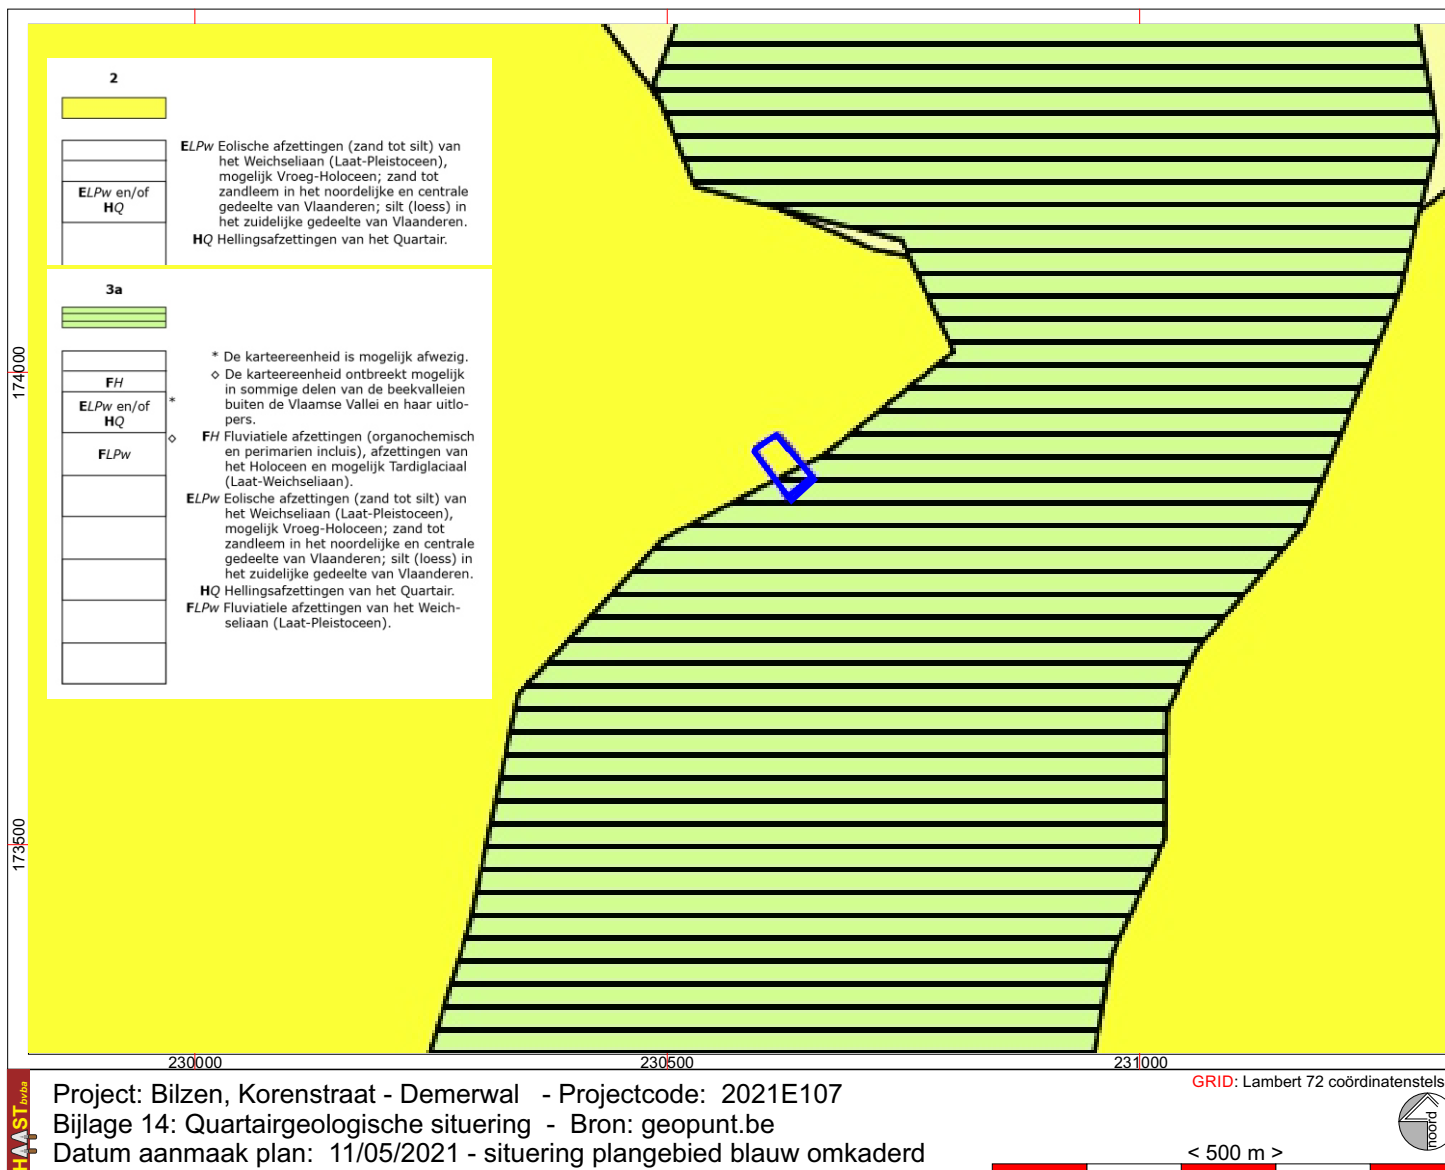 2
ELPw en/of
HQ
ELPw Eolische afzettingen (zand tot silt) van
het Weichseliaan (Laat-Pleistoceen),
mogelijk Vroeg-Holoceen; zand tot
zandleem in het noordelijke en centrale
gedeelte van Vlaanderen; silt (loess) in
het zuidelijke gedeelte van Vlaanderen.
HQ Hellingsafzettingen van het Quartair.
3a
FH
ELPw en/of
HQ
*
◇
FLPw
* De karteereenheid is mogelijk afwezig.
◇ De karteereenheid ontbreekt mogelijk
in sommige delen van de beekvalleien
buiten de Vlaamse Vallei en haar uitlo-
pers.
FH Fluviatiele afzettingen (organochemisch
en perimarien incluis), afzettingen van
het Holoceen en mogelijk Tardiglaciaal
(Laat-Weichseliaan).
ELPw Eolische afzettingen (zand tot silt) van
het Weichseliaan (Laat-Pleistoceen),
mogelijk Vroeg-Holoceen; zand tot
zandleem in het noordelijke en centrale
gedeelte van Vlaanderen; silt (loess) in
het zuidelijke gedeelte van Vlaanderen.
HQ Hellingsafzettingen van het Quartair.
FLPw Fluviatiele afzettingen van het Weich-
seliaan (Laat-Pleistoceen).
174000
173500
230000
230500
231000
GRID: Lambert 72 coördinatenstels
HAAST bvba
Project: Bilzen, Korenstraat - Demerwal - Projectcode: 2021E107
Bijlage 14: Quartairgeologische situering - Bron: geopunt.be
Datum aanmaak plan: 11/05/2021 - situering plangebied blauw omkaderd
noord
< 500 m >